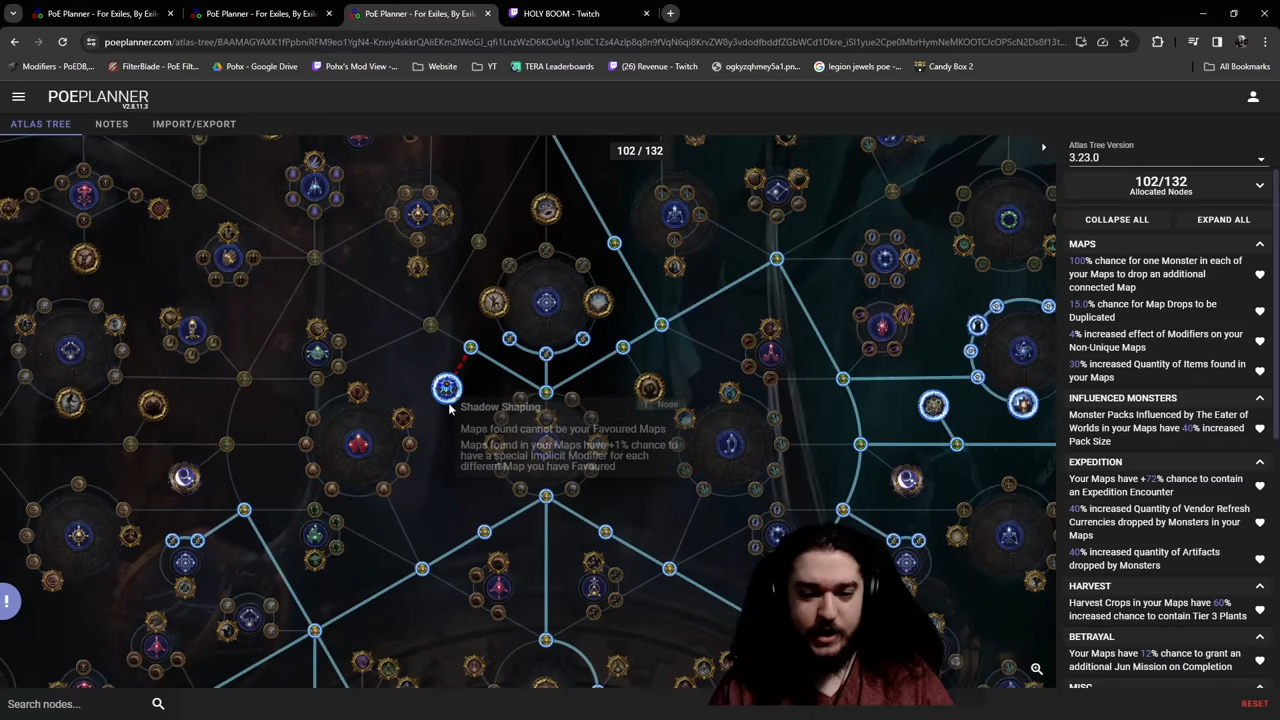 PoE Planner - For Exiles, By Exil
PoE Planner - For Exiles, By Exil
PoE Planner - For Exiles, By Exil
HOLY BOOM - Twitch
Modifiers - PoEDB,...
FilterBlade - PoE Filt...
Pohx - Google Drive
Pohx's Mod View -...
Website
YT
TERA Leaderboards
(26) Revenue - Twitch
ogkyzqhmey5a1.pn...
legion jewels poe -...
Candy Box 2
All Bookmarks
POEPLANNER
V2.8.11.3
ATLAS TREE
NOTES
IMPORT/EXPORT
102 / 132
Atlas Tree Version
3.23.0
102/132
Allocated Nodes
COLLAPSE ALL
EXPAND ALL
MAPS
100% chance for one Monster in each of
your Maps to drop an additional
connected Map
15.0% chance for Map Drops to be
Duplicated
4% increased effect of Modifiers on your
Non-Unique Maps
30% increased Quantity of Items found in
your Maps
INFLUENCED MONSTERS
Monster Packs Influenced by The Eater of
Worlds in your Maps have 40% increased
Pack Size
EXPEDITION
Your Maps have +72% chance to contain
an Expedition Encounter
40% increased Quantity of Vendor Refresh
Currencies dropped by Monsters in your
Maps
40% increased quantity of Artifacts
dropped by Monsters
HARVEST
Harvest Crops in your Maps have 60%
increased chance to contain Tier 3 Plants
BETRAYAL
Your Maps have 12% chance to grant an
additional Jun Mission on Completion
MISC
Shadow Shaping
Node
Maps found cannot be your Favoured Maps
Maps found in your Maps have +1% chance to
have a special Implicit Modifier for each
different Map you have Favoured
!
Search nodes...
RESET